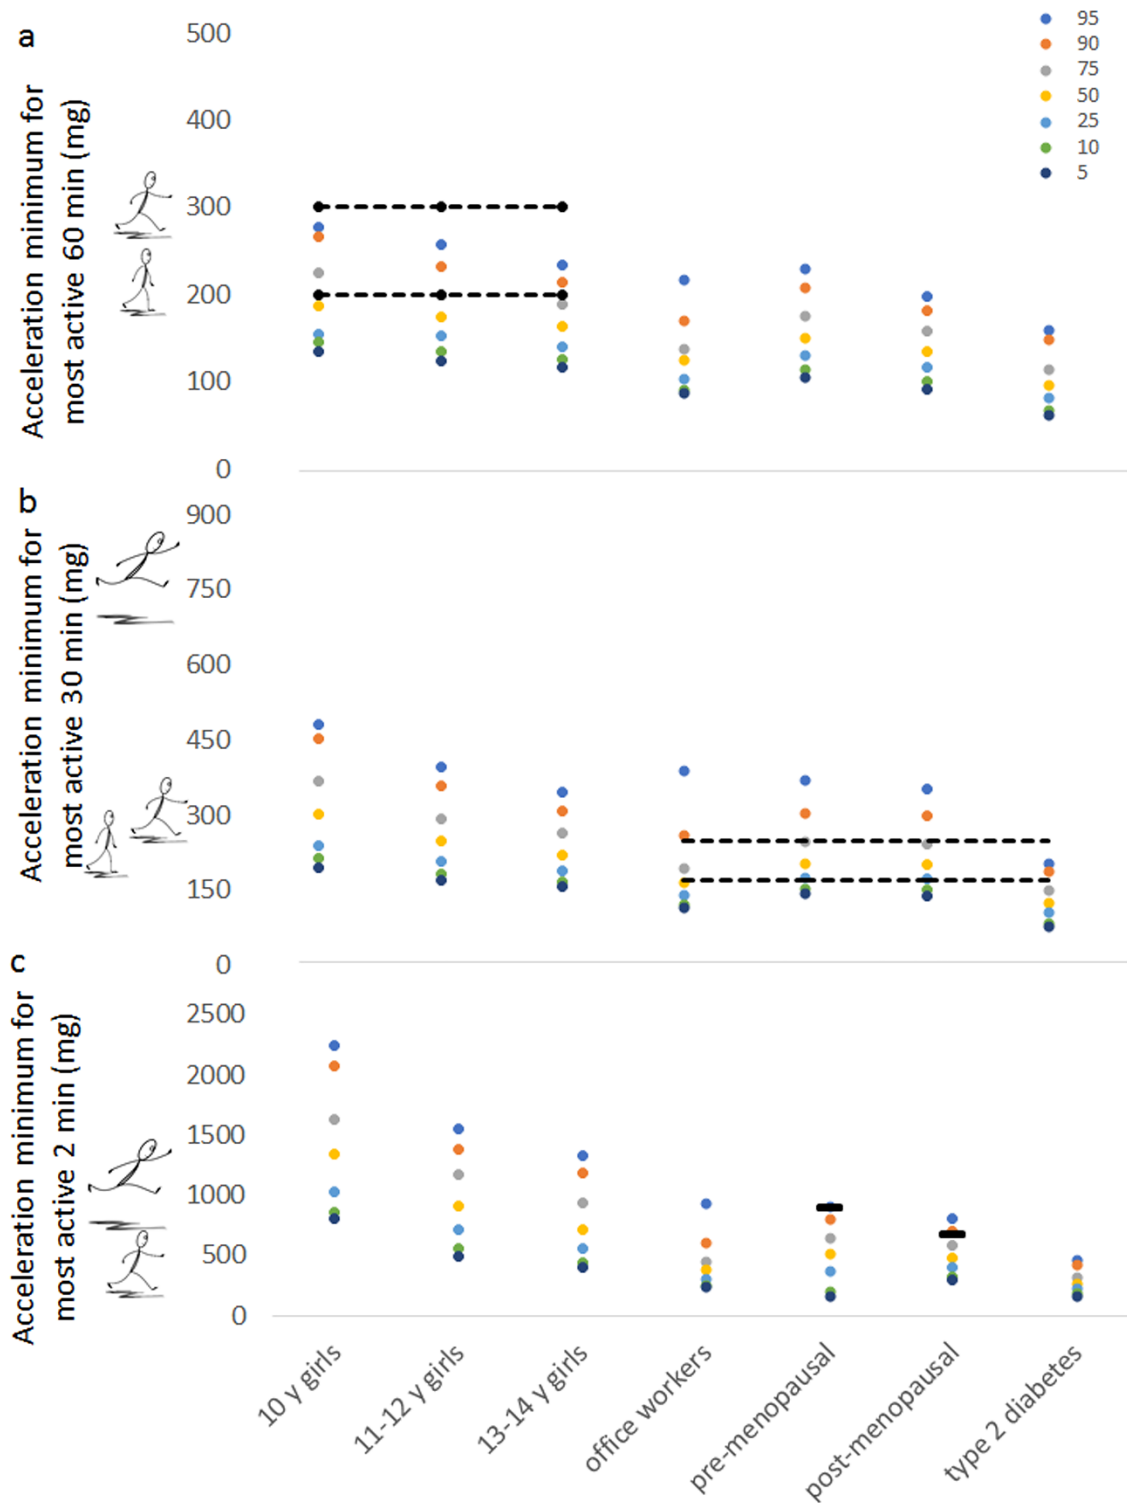 a
Acceleration minimum for
most active 60 min (mg)
500
400
300
200
100
0
95
90
75
50
25
10
5
b
Acceleration minimum for
most active 30 min (mg)
900
750
600
450
300
150
0
c
Acceleration minimum for
most active 2 min (mg)
2500
2000
1500
1000
500
0
10 y girls
11-12 y girls
13-14 y girls
office workers
pre-menopausal
post-menopausal
type 2 diabetes